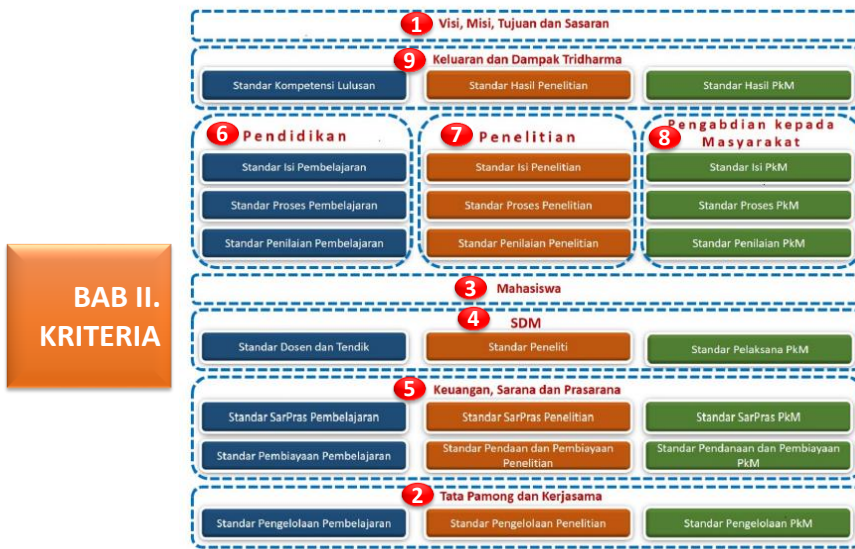 BAB II.
KRITERIA
1 Visi, Misi, Tujuan dan Sasaran
9 Keluaran dan Dampak Tridharma
Standar Kompetensi Lulusan
Standar Hasil Penelitian
Standar Hasil PkM
6 Pendidikan
Standar Isi Pembelajaran
Standar Proses Pembelajaran
Standar Penilaian Pembelajaran
7 Penelitian
Standar Isi Penelitian
Standar Proses Penelitian
Standar Penilaian Penelitian
8 Pengabdian kepada
Masyarakat
Standar Isi PKM
Standar Proses PkM
Standar Penilaian PkM
3 Mahasiswa
4 SDM
Standar Dosen dan Tendik
Standar Peneliti
Standar Pelaksana PkM
5 Keuangan, Sarana dan Prasarana
Standar SarPras Pembelajaran
Standar SarPras Penelitian
Standar SarPras PkM
Standar Pembiayaan Pembelajaran
Standar Pendaan dan Pembiayaan
Penelitian
Standar Pendanaan dan Pembiayaan
PkM
2 Tata Pamong dan Kerjasama
Standar Pengelolaan Pembelajaran
Standar Pengelolaan Penelitian
Standar Pengelolaan PkM